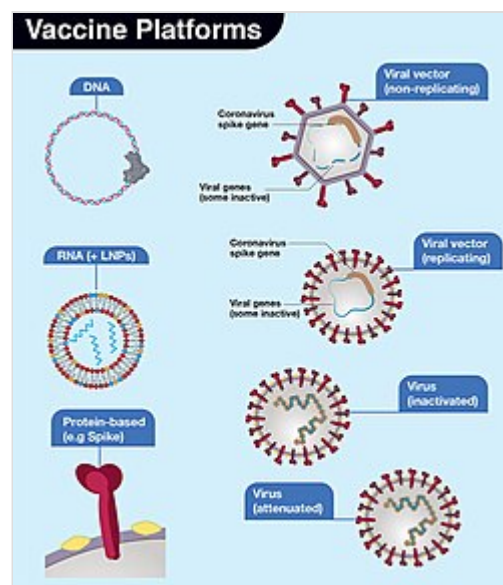 Vaccine Platforms
DNA
RNA (+ LNPs)
Protein-based
(e.g Spike)
Viral vector
(non-replicating)
Coronavirus
spike gene
Viral genes
(some inactive)
Viral vector
(replicating)
Coronavirus
spike gene
Viral genes
(some inactive)
Virus
(inactivated)
Virus
(attenuated)